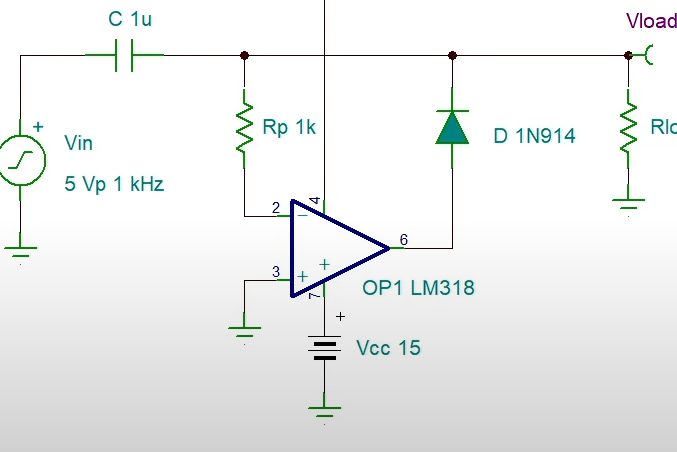 C 1u
Vload
+
Vin
5 Vp 1 kHz
Rp 1k
D 1N914
2
4
−
6
3
+
+
7
OP1 LM318
+
Vcc 15